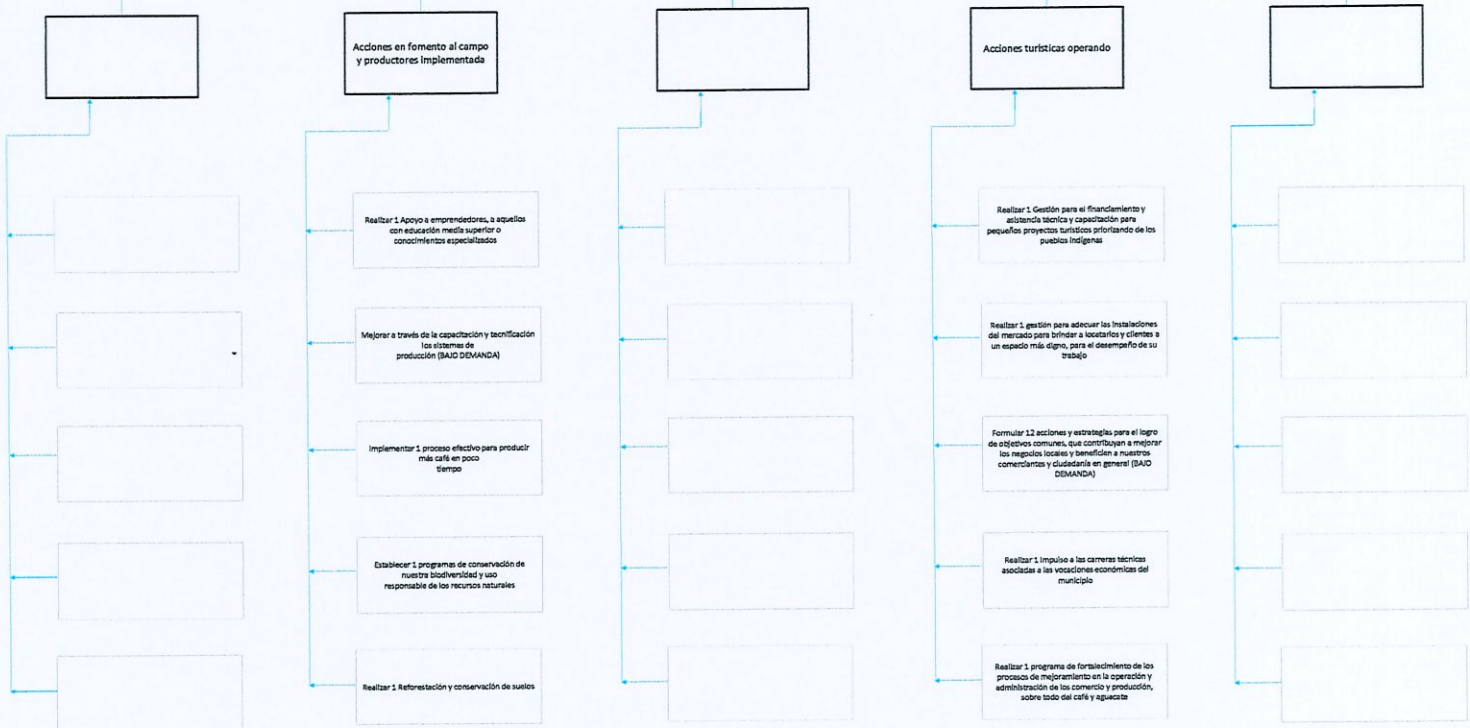 Acciones en fomento al campo
y productores implementada
Acciones turísticas operando
Realizar 1 Apoyo a emprendedores, a aquellos
con educación media superior o
conocimientos especializados
Mejorar a través de la capacitación y tecnificación
los sistemas de
producción (BAJO DEMANDA)
Implementar 1 proceso efectivo para producir
más café en poco
tiempo
Establecer 1 programas de conservación de
nuestra biodiversidad y uso
responsable de los recursos naturales
Realizar 1 Reforestación y conservación de suelos
Realizar 1 Gestión para el financiamiento y
asistencia técnica y capacitación para
pequeños proyectos turísticos priorizando de los
pueblos indígenas
Realizar 1 gestión para adecuar las instalaciones
del mercado para brindar a locatarios y clientes a
un espacio más digno, para el desempeño de su
trabajo
Formular 12 acciones y estrategias para el logro
de objetivos comunes, que contribuyan a mejorar
los negocios locales y beneficien a nuestros
comerciantes y ciudadanía en general (BAJO
DEMANDA)
Realizar 1 Impulso a las carreras técnicas
asociadas a las vocaciones económicas del
municipio
Realizar 1 programa de fortalecimiento de los
procesos de mejoramiento en la operación y
administración de los comercio y producción,
sobre todo del café y aguacate